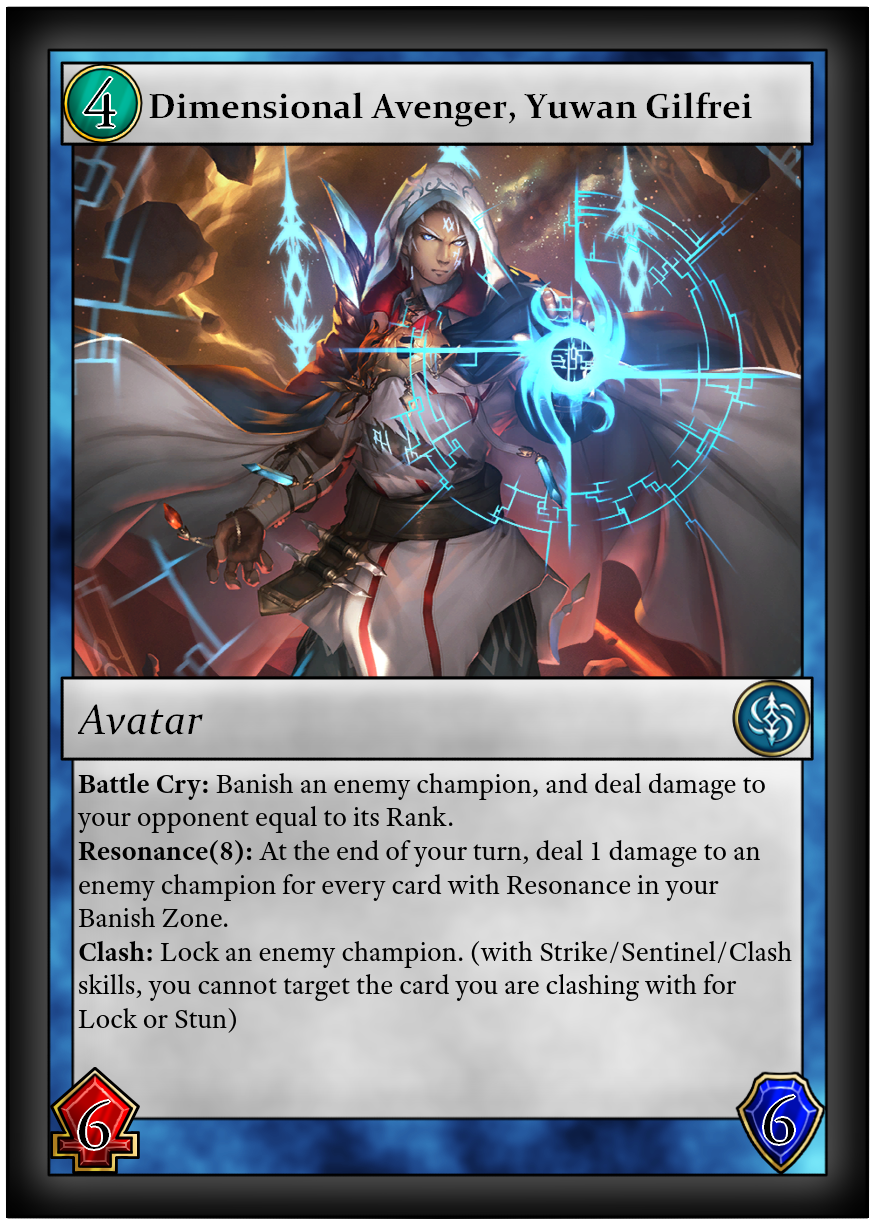 4 Dimensional Avenger, Yuwan Gilfrei
Avatar
Battle Cry: Banish an enemy champion, and deal damage to
your opponent equal to its Rank.
Resonance(8): At the end of your turn, deal 1 damage to an
enemy champion for every card with Resonance in your
Banish Zone.
Clash: Lock an enemy champion. (with Strike/Sentinel/Clash
skills, you cannot target the card you are clashing with for
Lock or Stun)
6 6